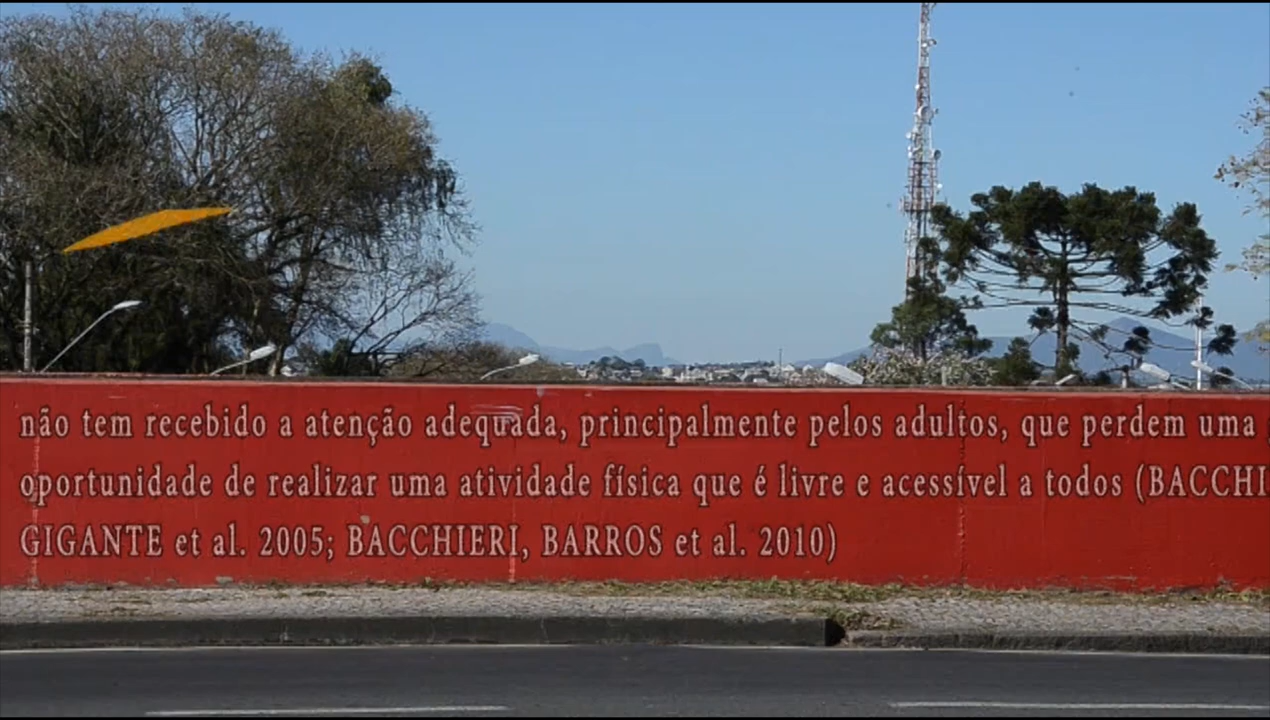 não tem recebido a atenção adequada, principalmente pelos adultos, que perdem uma
oportunidade de realizar uma atividade física que é livre e acessível a todos (BACCHI
GIGANTE et al. 2005; BACCHIERI, BARROS et al. 2010)